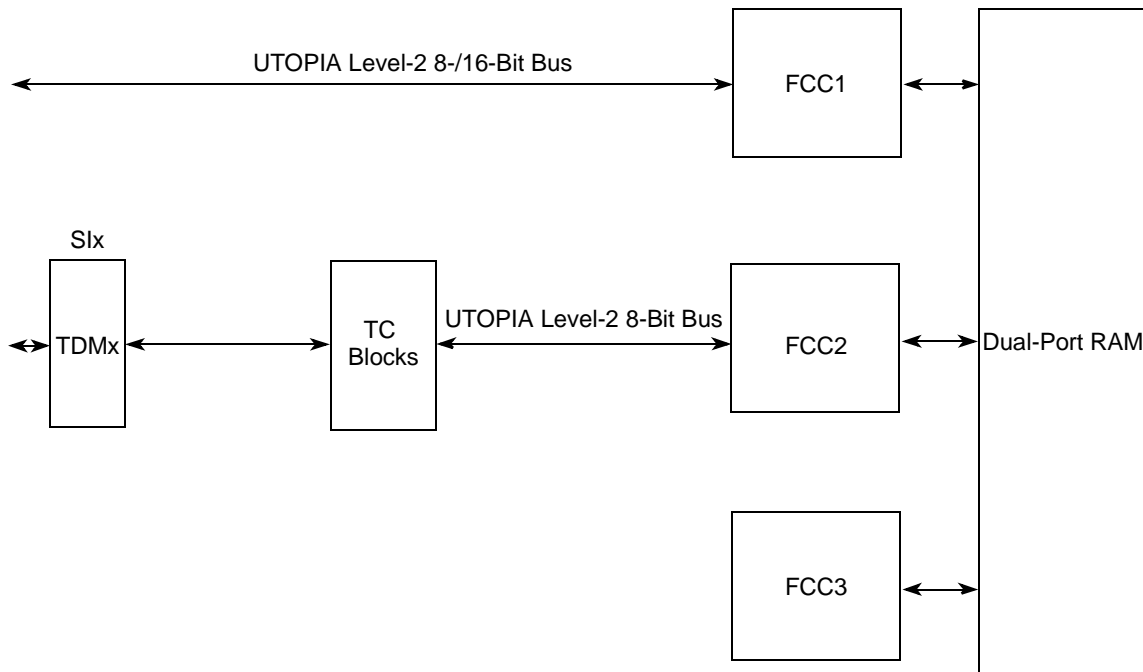 UTOPIA Level-2 8-/16-Bit Bus
FCC1
SIx
TDMx
TC
Blocks
UTOPIA Level-2 8-Bit Bus
FCC2
Dual-Port RAM
FCC3